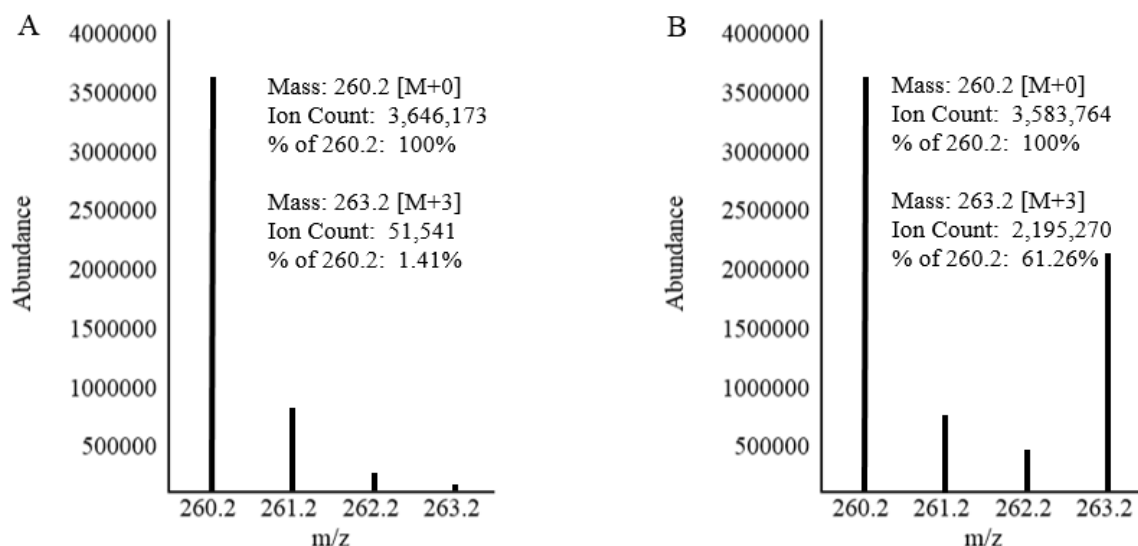 A
Abundance
4000000
3500000
3000000
2500000
2000000
1500000
1000000
500000
Mass: 260.2 [M+0]
Ion Count: 3,646,173
% of 260.2: 100%
Mass: 263.2 [M+3]
Ion Count: 51,541
% of 260.2: 1.41%
260.2 261.2 262.2 263.2
m/z
B
Abundance
4000000
3500000
3000000
2500000
2000000
1500000
1000000
500000
Mass: 260.2 [M+0]
Ion Count: 3,583,764
% of 260.2: 100%
Mass: 263.2 [M+3]
Ion Count: 2,195,270
% of 260.2: 61.26%
260.2 261.2 262.2 263.2
m/z